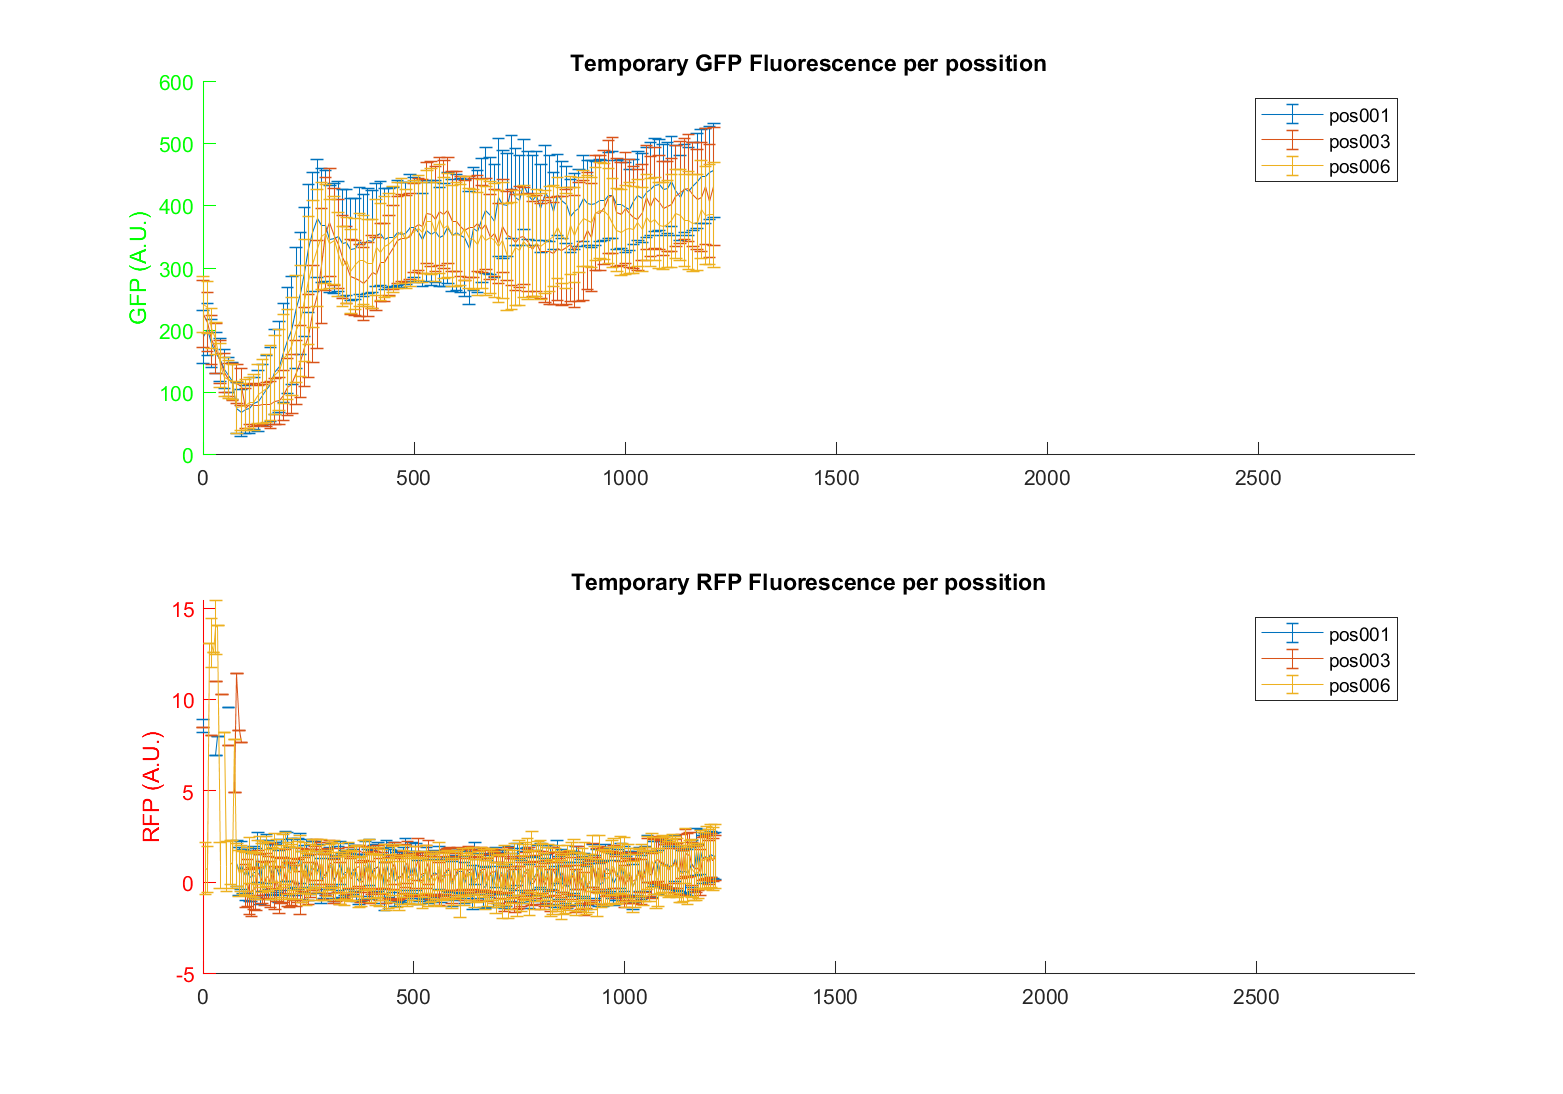 Temporary GFP Fluorescence per possition
600
500
400
300
200
100
0
GFP (A.U.)
pos001
pos003
pos006
0 500 1000 1500 2000 2500
Temporary RFP Fluorescence per possition
15
10
5
0
-5
RFP (A.U.)
pos001
pos003
pos006
0 500 1000 1500 2000 2500